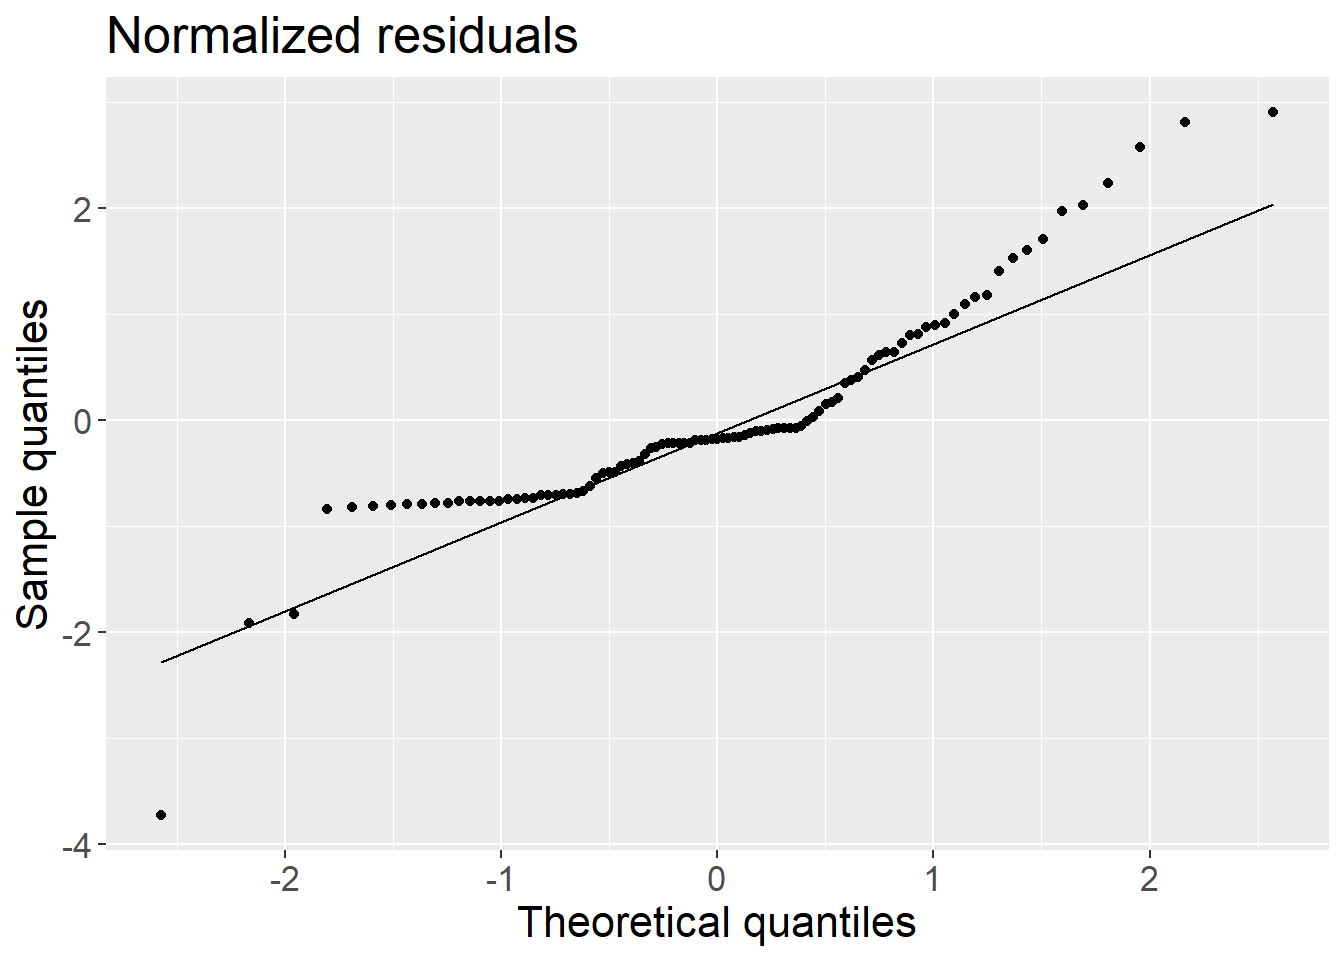 Normalized residuals
Sample quantiles
2
0
-2
-4
-2 -1 0 1 2
Theoretical quantiles